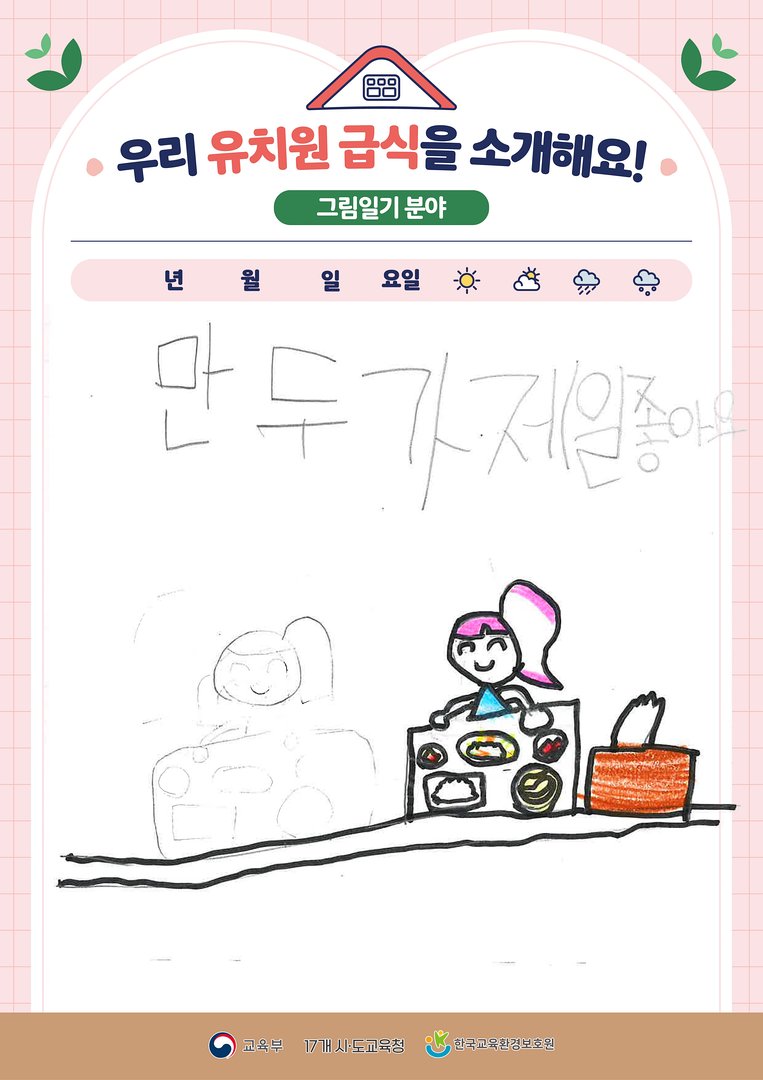 우리 유치원 급식을 소개해요!
그림일기 분야
년 월 일 요일
만두가 제일좋아요
교육부 17개 시·도교육청 한국교육환경보호원